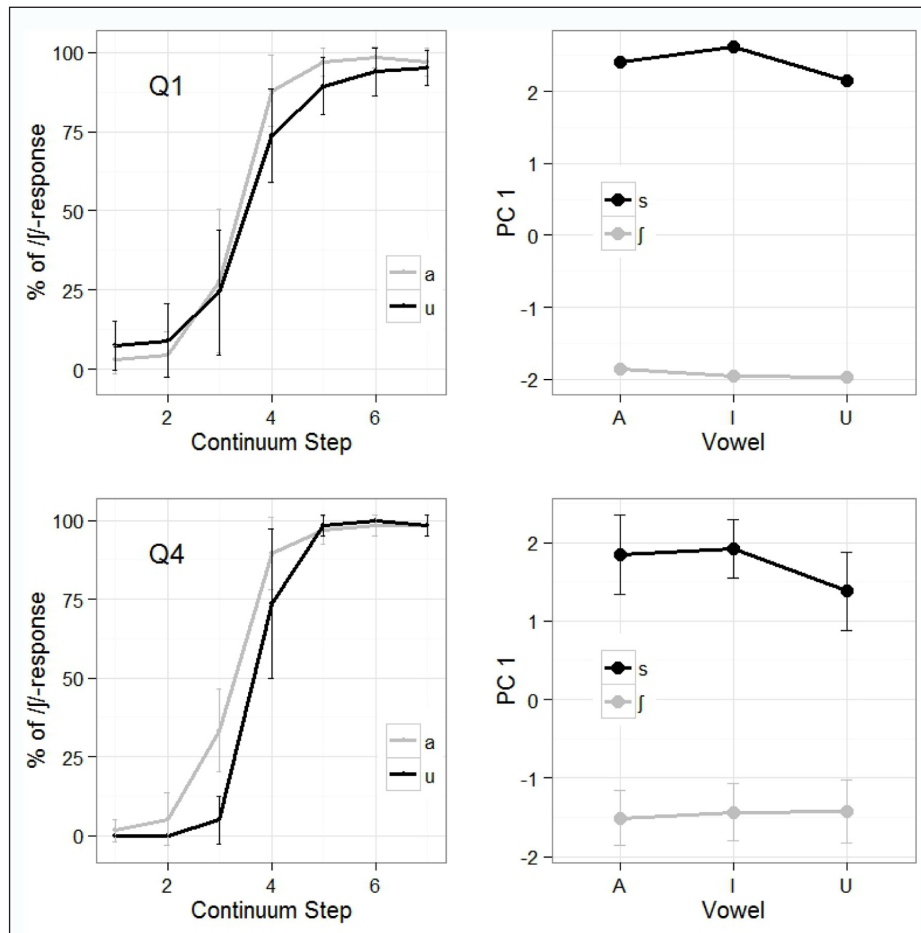 100
75
50
25
0
% of /ʃ/-response
Q1
a
u
2
4
6
Continuum Step
2
1
0
-1
-2
PC 1
s
ʃ
A
I
U
Vowel
100
75
50
25
0
% of /ʃ/-response
Q4
a
u
2
4
6
Continuum Step
2
1
0
-1
-2
PC 1
s
ʃ
A
I
U
Vowel